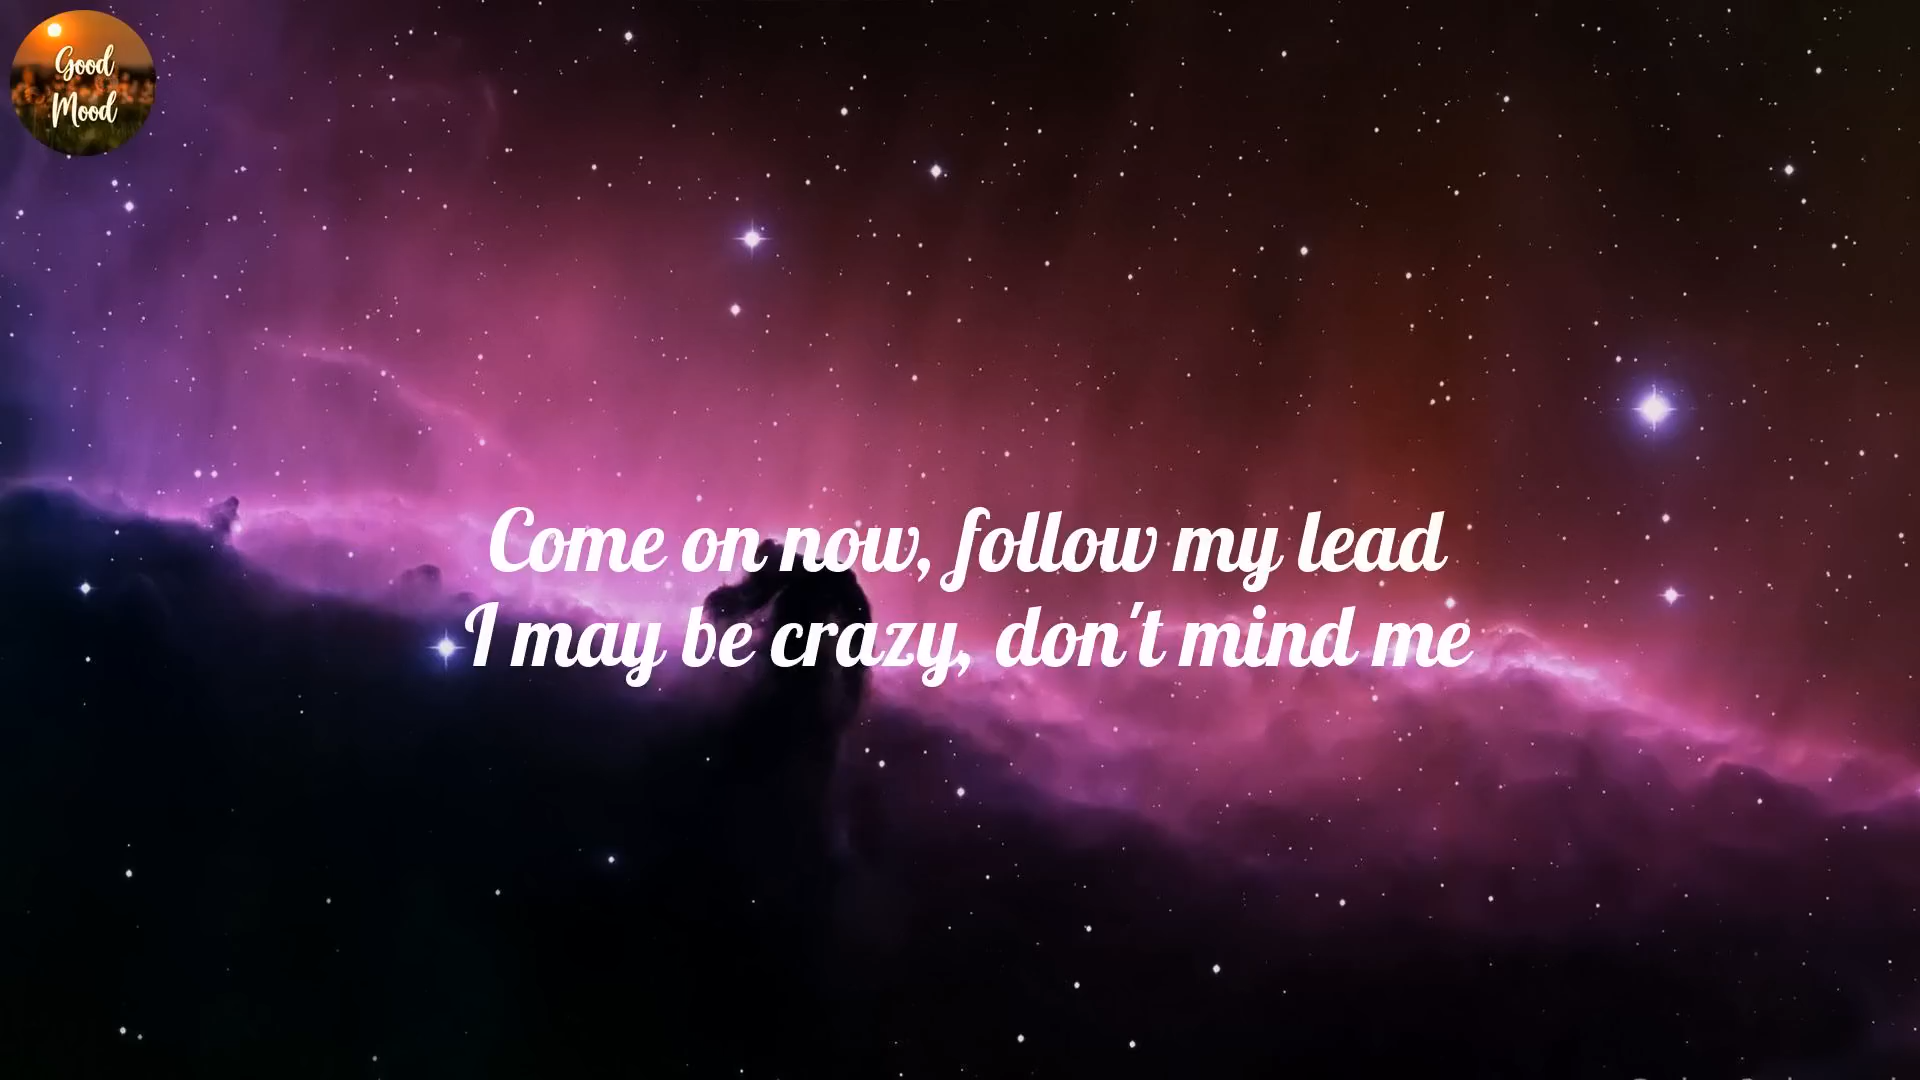 Good
Mood
Come on now, follow my lead
I may be crazy, don't mind me